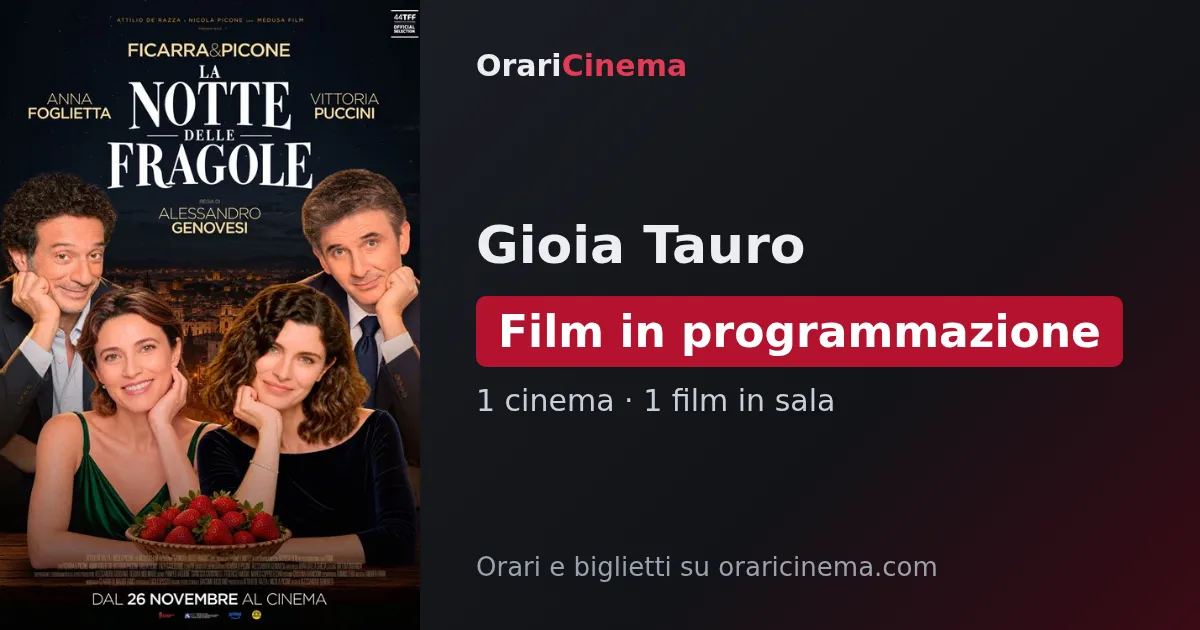 ATTILIO DE RAZZA E NICOLA PICONE CON MEDUSA FILM
44TFF
OFFICIAL
SELECTION
FICARRA&PICONE
LA
NOTTE
DELLE
FRAGOLE
ANNA
FOGLIETTA
VITTORIA
PUCCINI
REGIA DI
ALESSANDRO
GENOVESI
DAL 26 NOVEMBRE AL CINEMA
OrariCinema
Gioia Tauro
Film in programmazione
1 cinema · 1 film in sala
Orari e biglietti su oraricinema.com